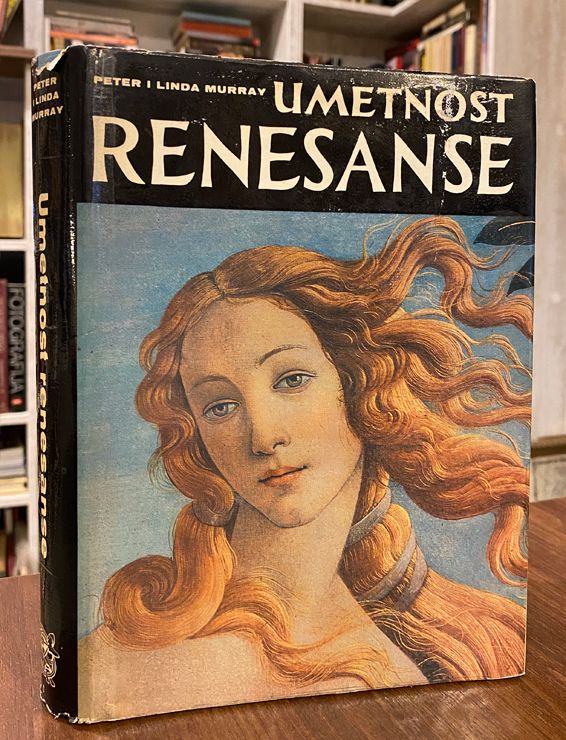 PETER I LINDA MURRAY UMETNOST
RENESANSE
PETER
I LINDA
MURRAY
Umetnost renesanse
FOTOGRAFIJA